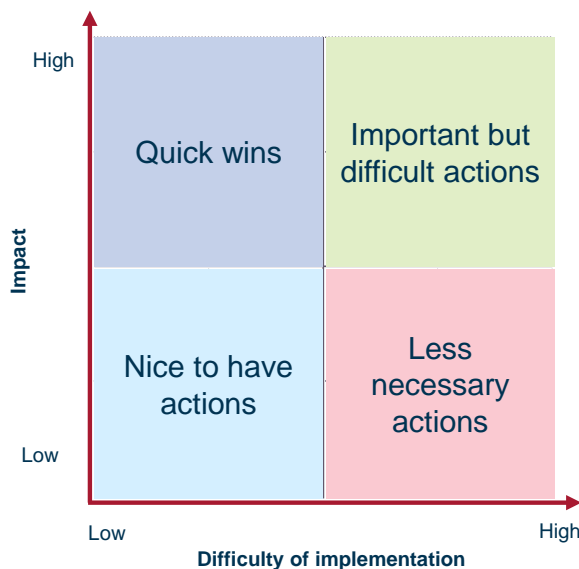 High
Quick wins
Important but
difficult actions
Impact
Nice to have
actions
Less
necessary
actions
Low
Low
High
Difficulty of implementation